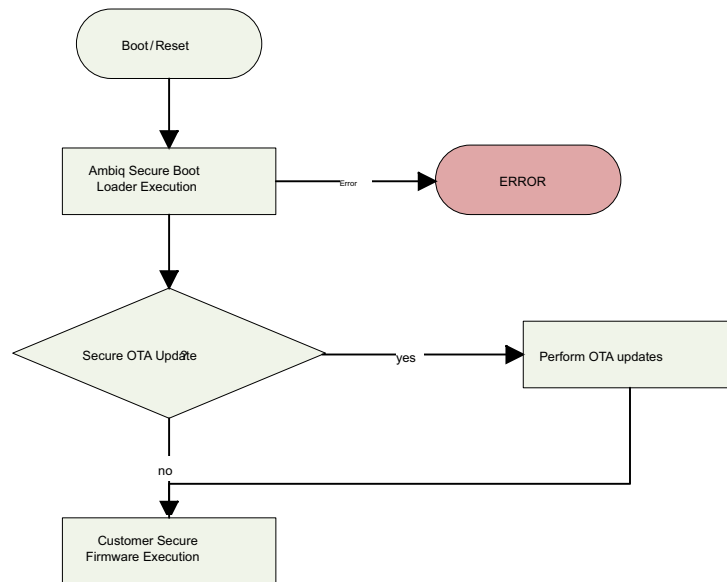 Boot/Reset
Ambiq Secure Boot
Loader Execution
Error
ERROR
Secure OTA Update?
yes
Perform OTA updates
no
Customer Secure
Firmware Execution